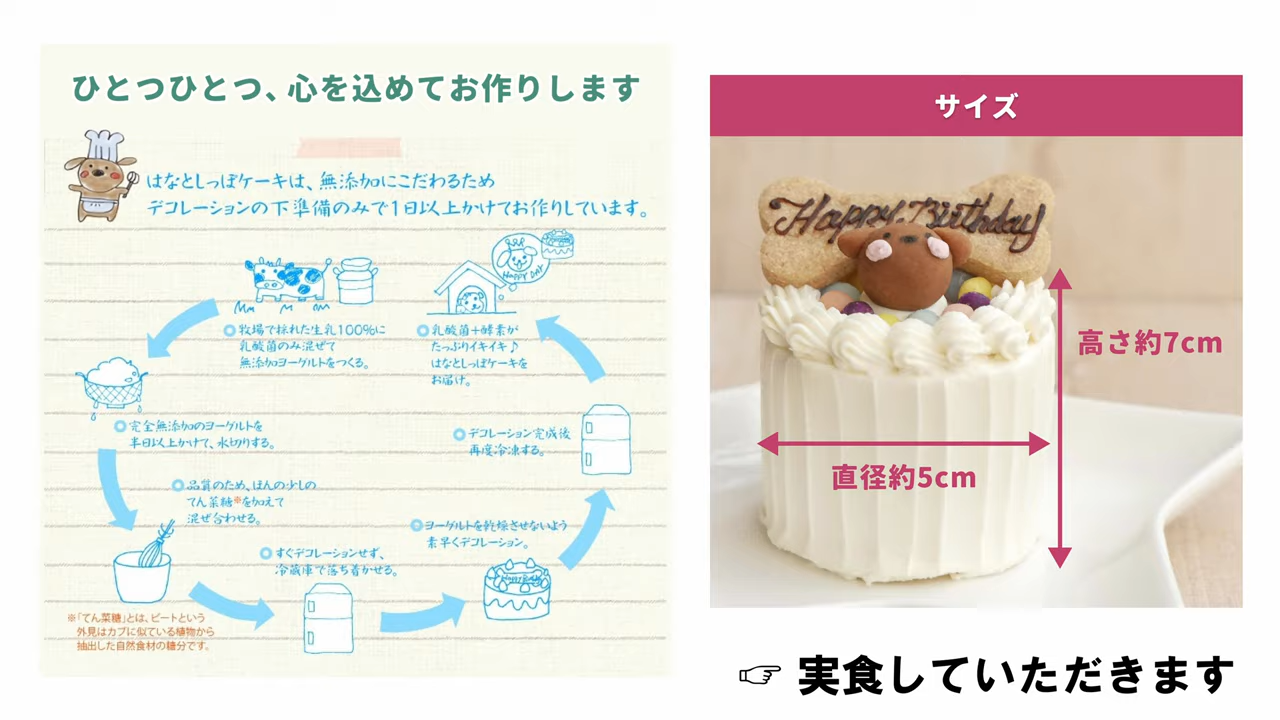 ひとつひとつ、心を込めてお作りします
はなとしっぽケーキは、無添加にこだわるため
デコレーションの下準備のみで1日以上かけてお作りしています。
牧場で採れた生乳100%に
乳酸菌のみ混ぜて
無添加ヨーグルトをつくる。
完全無添加のヨーグルトを
半日以上かけて、水切りする。
品質のため、ほんの少しの
てん菜糖※を加えて
混ぜ合わせる。
※「てん菜糖」とは、ビートという
外見はカブに似ている植物から
抽出した自然食材の糖分です。
すぐデコレーションせず、
冷蔵庫で落ち着かせる。
ヨーグルトを乾燥させないよう
素早くデコレーション。
デコレーション完成後
再度冷凍する。
乳酸菌+酵素が
たっぷりイキイキ♪
はなとしっぽケーキを
お届け。
HAPPY DAY
サイズ
Happy Birthday
高さ約7cm
直径約5cm
☞ 実食していただきます